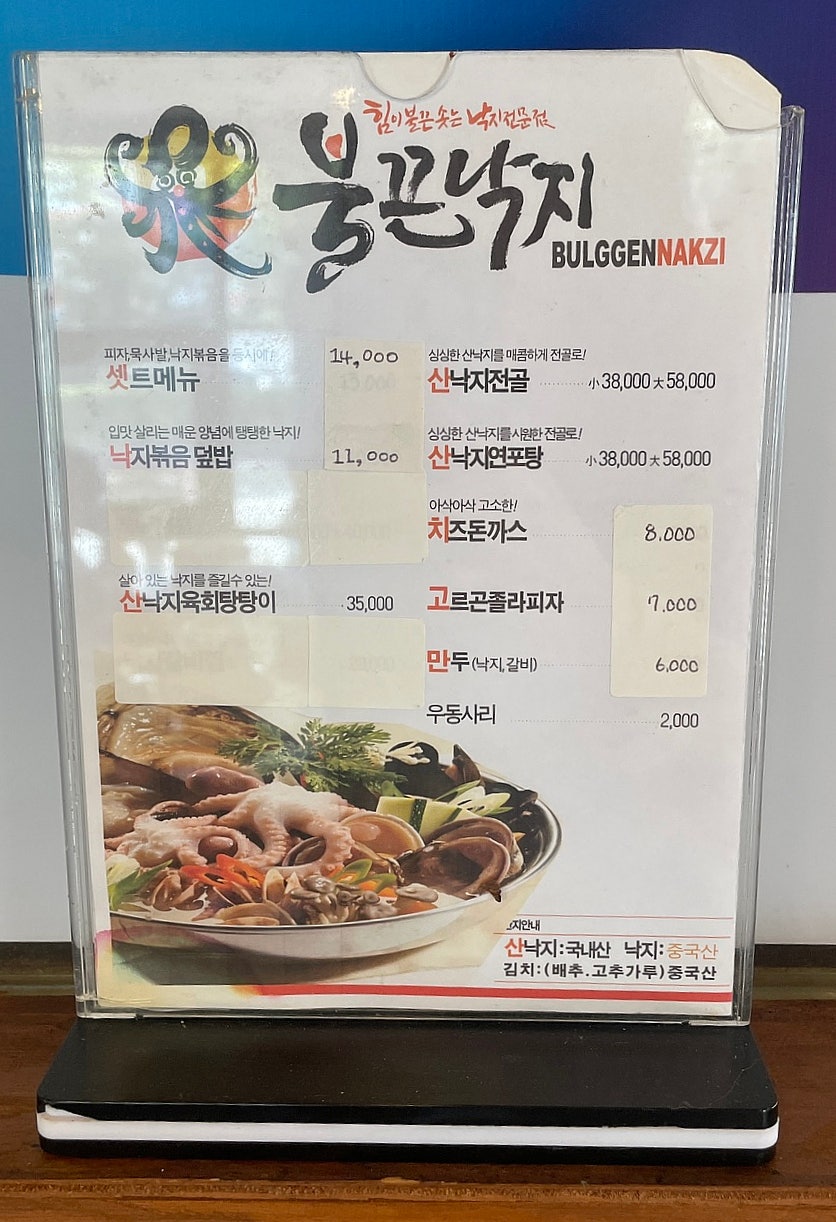 힘이 불끈 솟는 낙지전문점
불끈낙지
BULGGENNAKZI
피자,묵사발,낙지볶음을 동시에!
셋트메뉴 14,000
입맛 살리는 매운 양념에 탱탱한 낙지!
낙지볶음덮밥 11,000
살아 있는 낙지를 즐길수 있는!
산낙지육회탕탕이 35,000
싱싱한 산낙지를 매콤하게 전골로!
산낙지전골 小 38,000 大 58,000
싱싱한 산낙지를 시원한 전골로!
산낙지연포탕 小 38,000 大 58,000
아삭아삭 고소한!
치즈돈까스 8.000
고르곤졸라피자 7.000
만두 (낙지,갈비) 6.000
우동사리 2,000
산지안내
산낙지:국내산 낙지:중국산
김치:(배추.고추가루)중국산